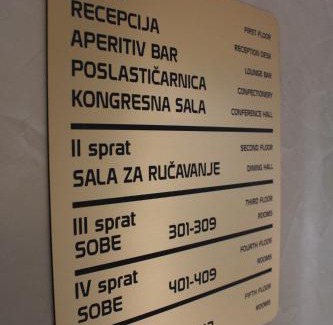 FIRST FLOOR
RECEPCIJA RECEPTION DESK
APERITIV BAR LOUNGE BAR
POSLASTIČARNICA CONFECTIONERY
KONGRESNA SALA CONFERENCE HALL
II sprat SECOND FLOOR
SALA ZA RUČAVANJE DINING HALL
III sprat THIRD FLOOR
SOBE 301-309 ROOMS
IV sprat FOURTH FLOOR
SOBE 401-409 ROOMS
FIFTH FLOOR
ROOMS